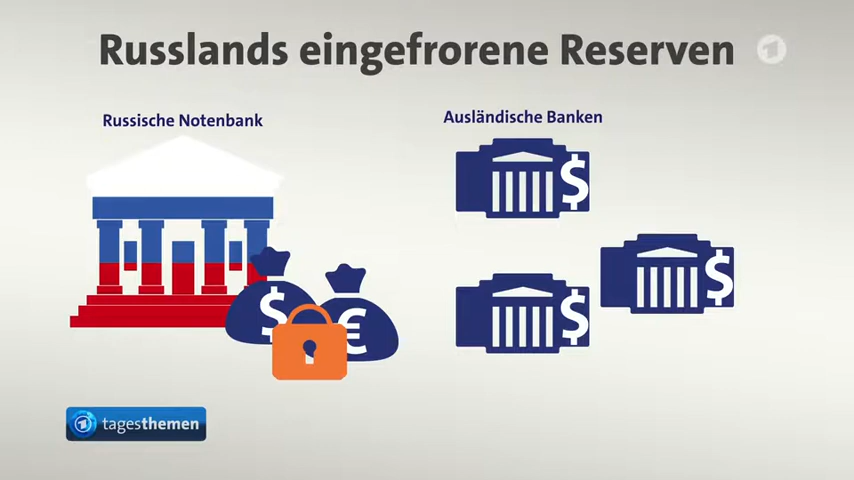 Russlands eingefrorene Reserven
Russische Notenbank
Ausländische Banken
$
$
$
$
€
tagesthemen